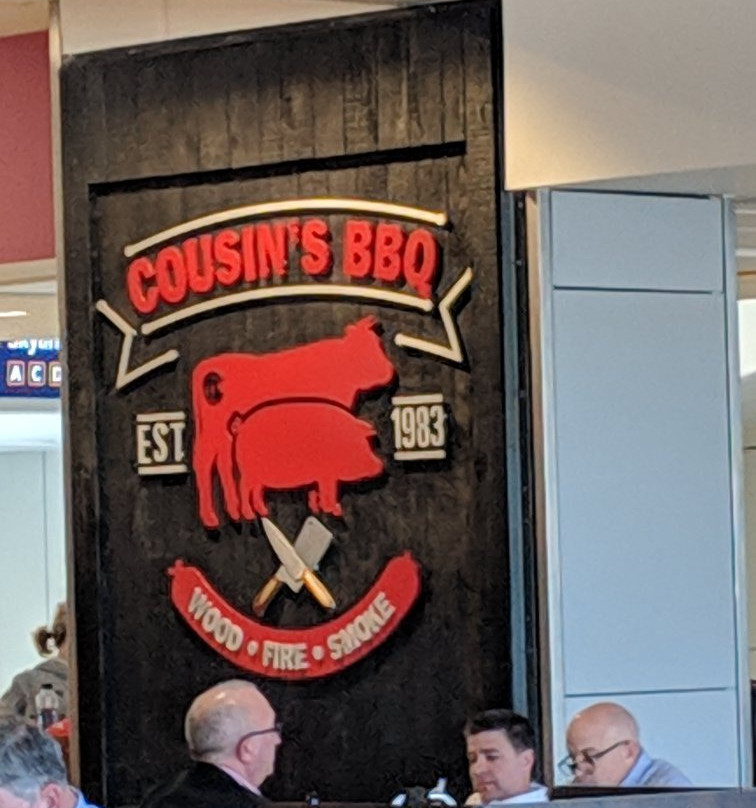 COUSIN'S BBQ
EST 1983
WOOD • FIRE • SMOKE
A C D